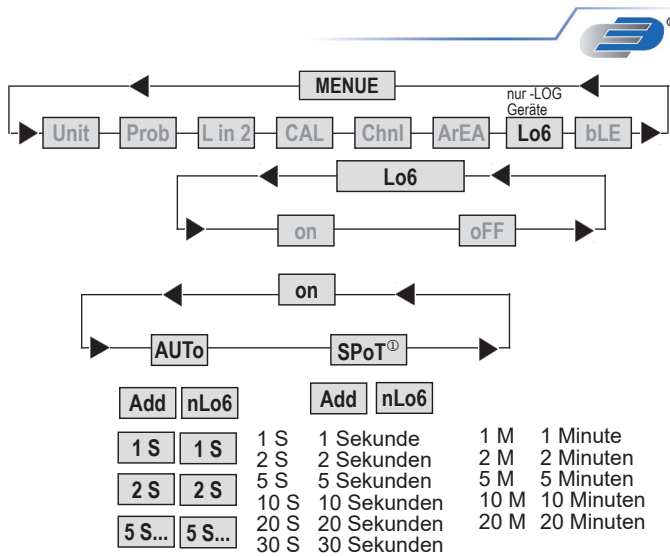 ®
MENUE
nur -LOG
Geräte
Unit Prob L in 2 CAL Chnl ArEA Lo6 bLE
Lo6
on oFF
on
AUTo SPoT①
Add nLo6 Add nLo6
1 S 1 S
2 S 2 S
5 S... 5 S...
1 S 1 Sekunde
2 S 2 Sekunden
5 S 5 Sekunden
10 S 10 Sekunden
20 S 20 Sekunden
30 S 30 Sekunden
1 M 1 Minute
2 M 2 Minuten
5 M 5 Minuten
10 M 10 Minuten
20 M 20 Minuten